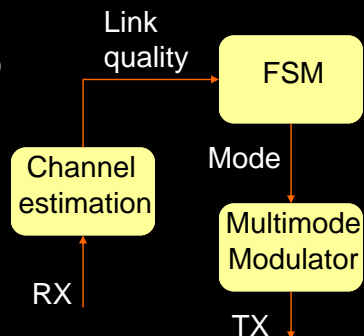 Link
quality
FSM
Channel
estimation
Mode
Multimode
Modulator
RX
TX